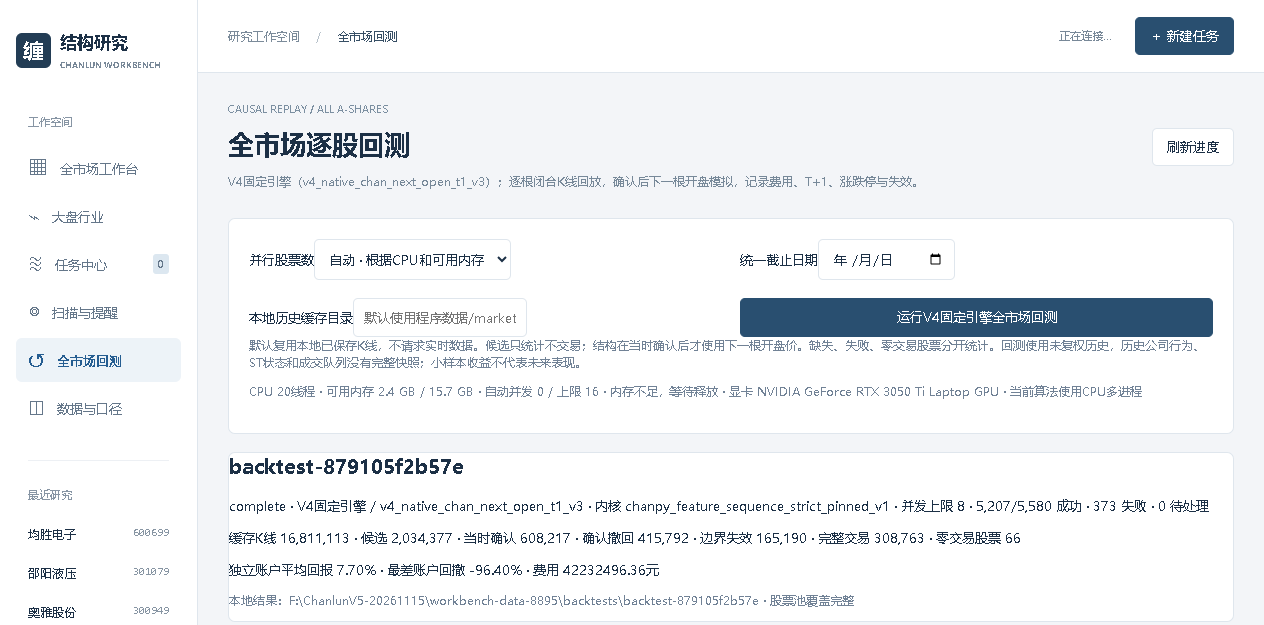 缠
结构研究
CHANLUN WORKBENCH
工作空间
全市场工作台
大盘行业
任务中心 0
扫描与提醒
全市场回测
数据与口径
最近研究
均胜电子 600699
邵阳液压 301079
奥雅股份 300949
研究工作空间 / 全市场回测
正在连接...
+ 新建任务
CAUSAL REPLAY / ALL A-SHARES
全市场逐股回测
刷新进度
V4固定引擎（v4_native_chan_next_open_t1_v3）；逐根闭合K线回放，确认后下一根开盘模拟，记录费用、T+1、涨跌停与失效。
并行股票数 自动 · 根据CPU和可用内存
统一截止日期 年 /月/日
本地历史缓存目录 默认使用程序数据/market
运行V4固定引擎全市场回测
默认复用本地已保存K线，不请求实时数据。候选只统计不交易；结构在当时确认后才使用下一根开盘价。缺失、失败、零交易股票分开统计。回测使用未复权历史，历史公司行为、
ST状态和成交队列没有完整快照；小样本收益不代表未来表现。
CPU 20线程 · 可用内存 2.4 GB / 15.7 GB · 自动并发 0 / 上限 16 · 内存不足，等待释放 · 显卡 NVIDIA GeForce RTX 3050 Ti Laptop GPU · 当前算法使用CPU多进程
backtest-879105f2b57e
complete · V4固定引擎 / v4_native_chan_next_open_t1_v3 · 内核 chanpy_feature_sequence_strict_pinned_v1 · 并发上限 8 · 5,207/5,580 成功 · 373 失败 · 0 待处理
缓存K线 16,811,113 · 候选 2,034,377 · 当时确认 608,217 · 确认撤回 415,792 · 边界失效 165,190 · 完整交易 308,763 · 零交易股票 66
独立账户平均回报 7.70% · 最差账户回撤 -96.40% · 费用 42232496.36元
本地结果：F:\ChanlunV5-20261115\workbench-data-8895\backtests\backtest-879105f2b57e · 股票池覆盖完整